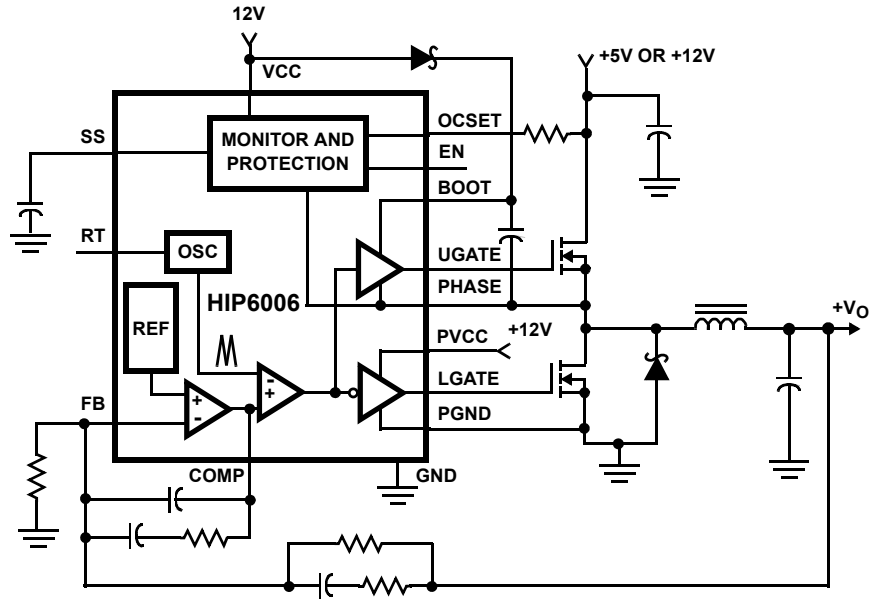 12V
VCC
+5V OR +12V
SS
MONITOR AND
PROTECTION
OCSET
EN
BOOT
RT
OSC
UGATE
HIP6006
PHASE
REF
+VO
PVCC
+12V
LGATE
FB
PGND
+
-
-
+
COMP
GND